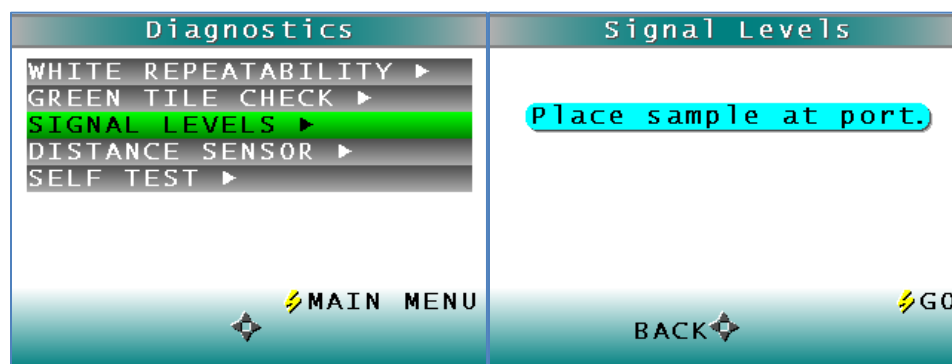 Diagnostics
WHITE REPEATABILITY ▶
GREEN TILE CHECK ▶
SIGNAL LEVELS ▶
DISTANCE SENSOR ▶
SELF TEST ▶
MAIN MENU
Signal Levels
Place sample at port.
GO
BACK